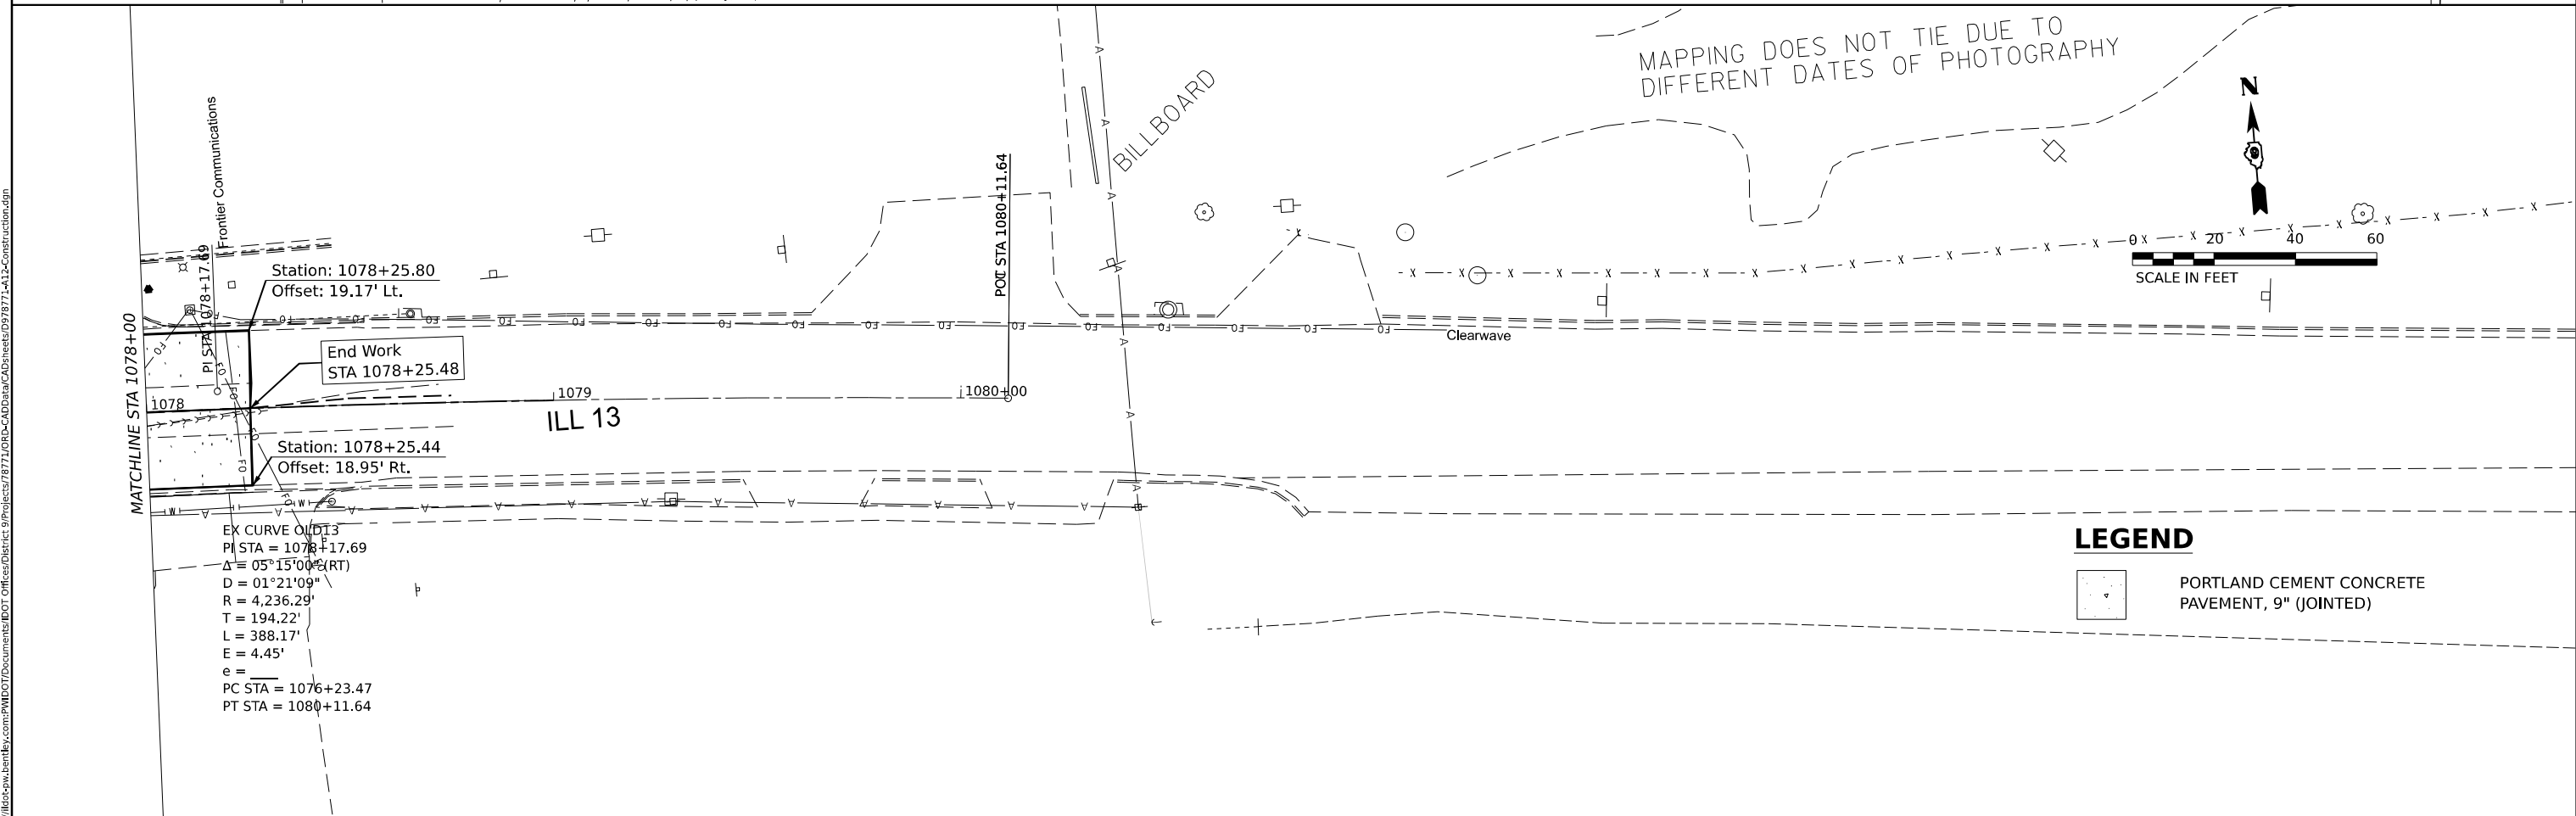 MAPPING DOES NOT TIE DUE TO
DIFFERENT DATES OF PHOTOGRAPHY
N
BILLBOARD
Frontier Communications
PI STA 1078+17.69
POC STA 1080+11.64
0 20 40 60
SCALE IN FEET
Station: 1078+25.80
Offset: 19.17' Lt.
End Work
STA 1078+25.48
Clearwave
MATCHLINE STA 1078+00
1078
1079
1080+00
ILL 13
Station: 1078+25.44
Offset: 18.95' Rt.
EX CURVE OLD13
PI STA = 1078+17.69
Δ = 05°15'00" (RT)
D = 01°21'09"
R = 4,236.29'
T = 194.22'
L = 388.17'
E = 4.45'
e = ____
PC STA = 1076+23.47
PT STA = 1080+11.64
LEGEND
PORTLAND CEMENT CONCRETE
PAVEMENT, 9" (JOINTED)